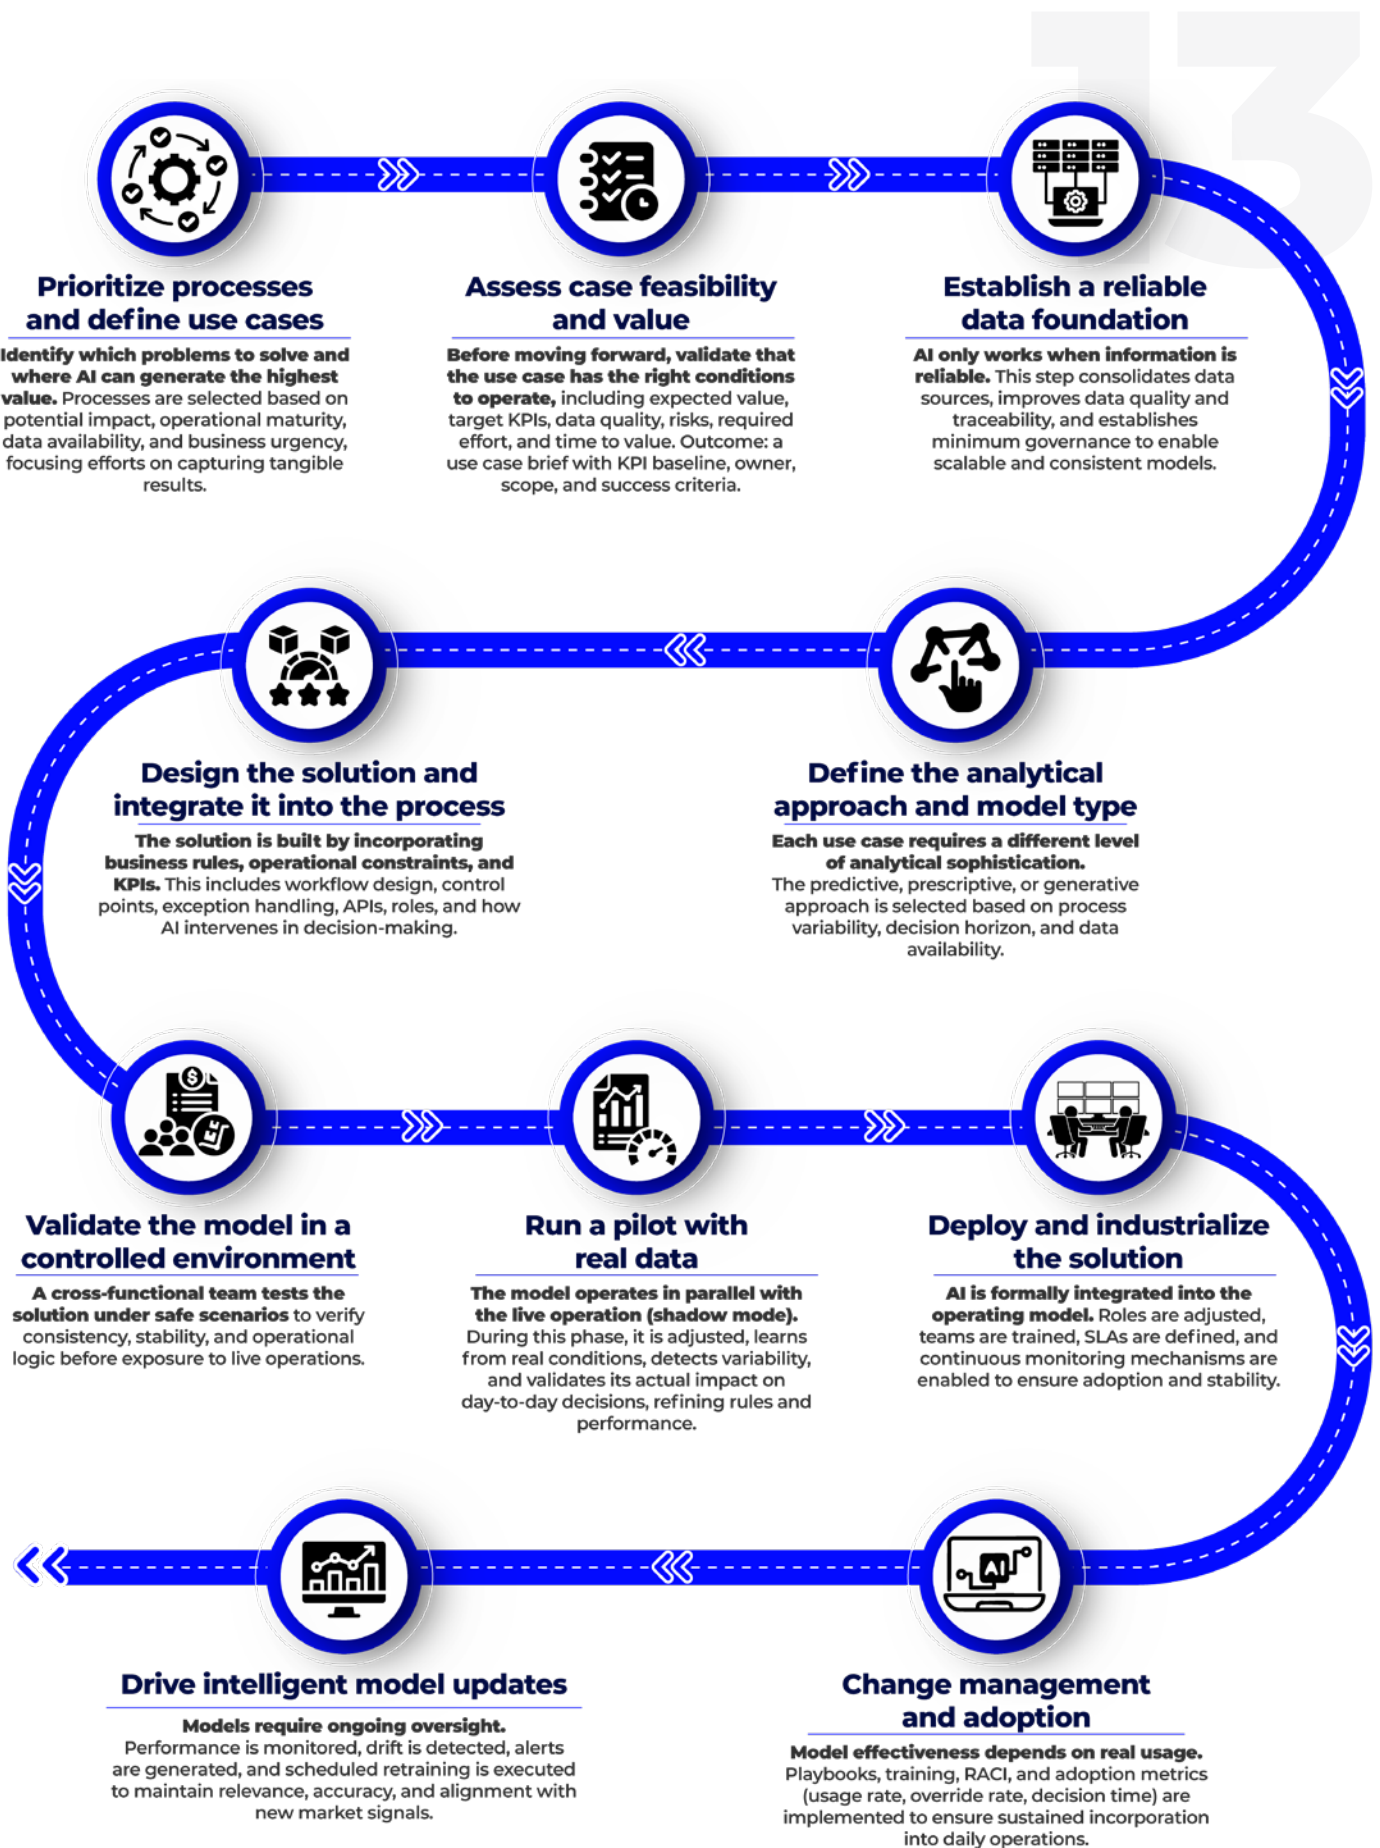 13
Prioritize processes
and define use cases
Identify which problems to solve and
where AI can generate the highest
value. Processes are selected based on
potential impact, operational maturity,
data availability, and business urgency,
focusing efforts on capturing tangible
results.
Assess case feasibility
and value
Before moving forward, validate that
the use case has the right conditions
to operate, including expected value,
target KPIs, data quality, risks, required
effort, and time to value. Outcome: a
use case brief with KPI baseline, owner,
scope, and success criteria.
Establish a reliable
data foundation
AI only works when information is
reliable. This step consolidates data
sources, improves data quality and
traceability, and establishes
minimum governance to enable
scalable and consistent models.
Define the analytical
approach and model type
Each use case requires a different level
of analytical sophistication.
The predictive, prescriptive, or generative
approach is selected based on process
variability, decision horizon, and data
availability.
Design the solution and
integrate it into the process
The solution is built by incorporating
business rules, operational constraints, and
KPIs. This includes workflow design, control
points, exception handling, APIs, roles, and how
AI intervenes in decision-making.
$
Validate the model in a
controlled environment
A cross-functional team tests the
solution under safe scenarios to verify
consistency, stability, and operational
logic before exposure to live operations.
Run a pilot with
real data
The model operates in parallel with
the live operation (shadow mode).
During this phase, it is adjusted, learns
from real conditions, detects variability,
and validates its actual impact on
day-to-day decisions, refining rules and
performance.
Deploy and industrialize
the solution
AI is formally integrated into the
operating model. Roles are adjusted,
teams are trained, SLAs are defined, and
continuous monitoring mechanisms are
enabled to ensure adoption and stability.
AI
Change management
and adoption
Model effectiveness depends on real usage.
Playbooks, training, RACI, and adoption metrics
(usage rate, override rate, decision time) are
implemented to ensure sustained incorporation
into daily operations.
Drive intelligent model updates
Models require ongoing oversight.
Performance is monitored, drift is detected, alerts
are generated, and scheduled retraining is executed
to maintain relevance, accuracy, and alignment with
new market signals.